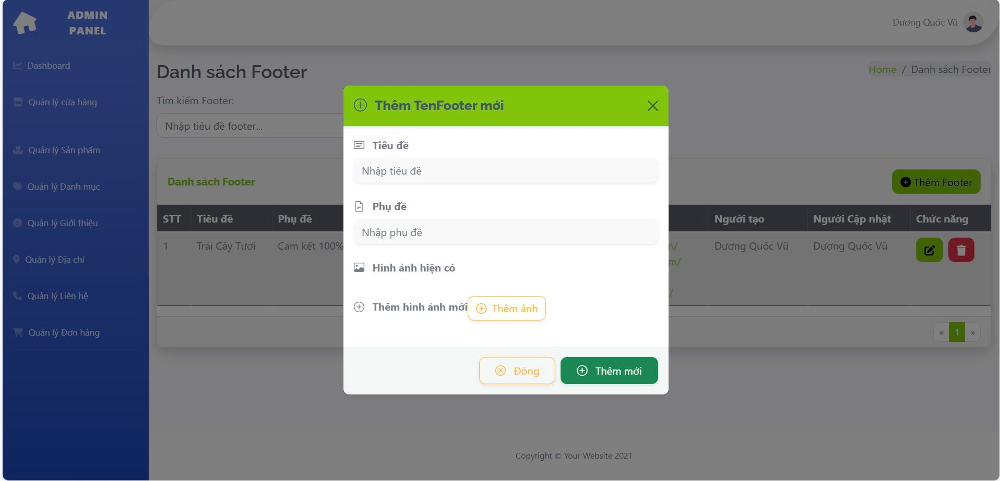 ADMIN
PANEL
Dương Quốc Vũ
Dashboard
Quản lý cửa hàng
Quản lý Sản phẩm
Quản lý Danh mục
Quản lý Giới thiệu
Quản lý Địa chỉ
Quản lý Liên hệ
Quản lý Đơn hàng
Danh sách Footer
Home / Danh sách Footer
Tìm kiếm Footer:
Nhập tiêu đề footer...
Danh sách Footer
Thêm Footer
STT Tiêu đề Phụ đề Người tạo Người Cập nhật Chức năng
1 Trái Cây Tươi Cam kết 100% m/ Dương Quốc Vũ Dương Quốc Vũ
m/
/
« 1 »
Thêm TenFooter mới
Tiêu đề
Nhập tiêu đề
Phụ đề
Nhập phụ đề
Hình ảnh hiện có
Thêm hình ảnh mới Thêm ảnh
Đóng Thêm mới
Copyright © Your Website 2021